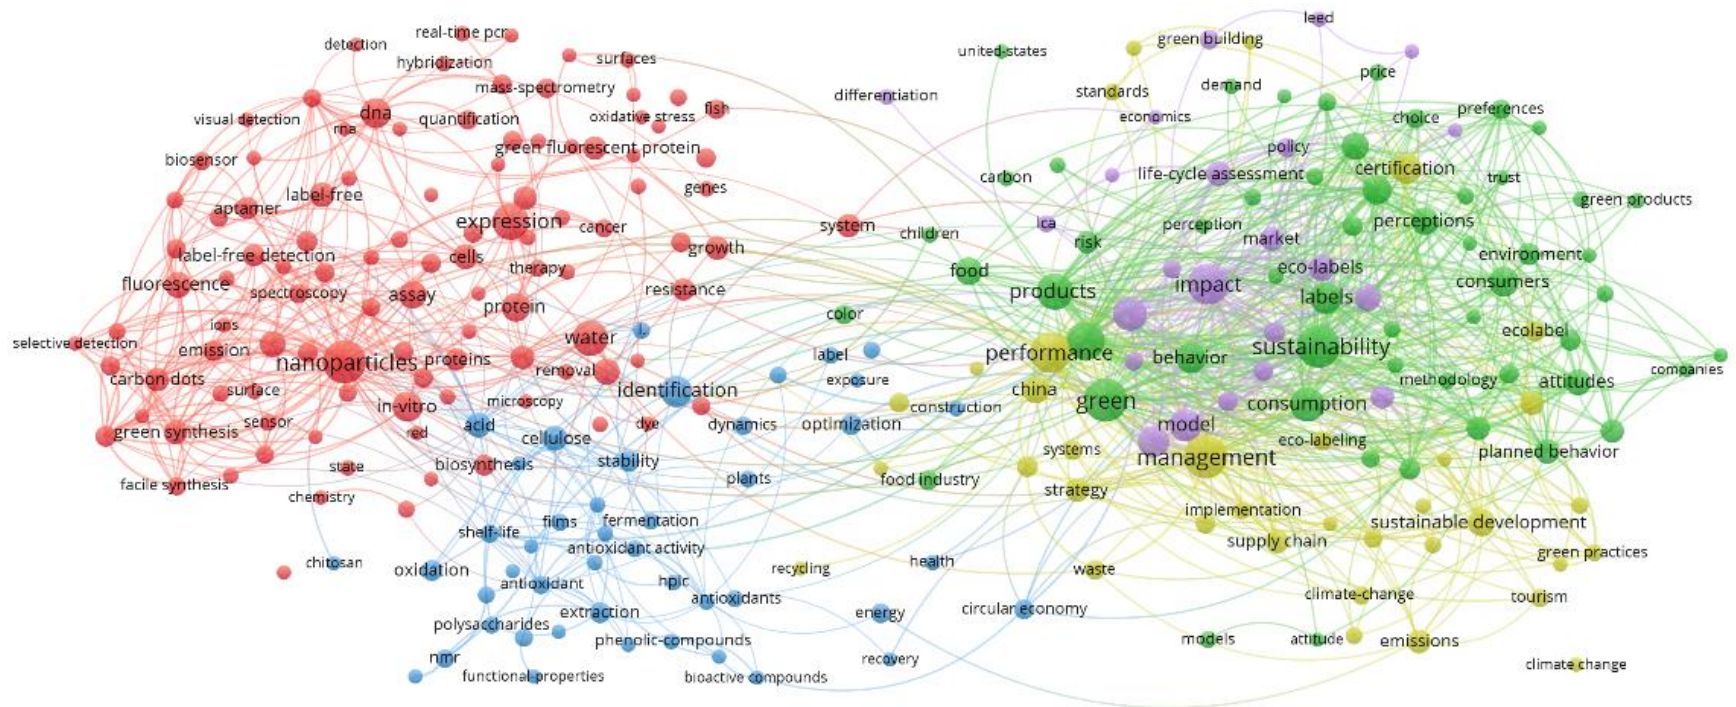 leed
real-time pcr
green building
detection
united-states
surfaces
hybridization
price
mass-spectrometry
demand
standards
differentiation
fish
preferences
dna
oxidative stress
economics
choice
visual detection
quantification
rna
green fluorescent protein
policy
biosensor
certification
life-cycle assessment
carbon
trust
genes
label-free
green products
aptamer
expression
perceptions
lca
perception
system
cancer
children
market
risk
growth
label-free detection
environment
cells
therapy
eco-labels
food
fluorescence
impact
consumers
products
resistance
spectroscopy
assay
labels
protein
color
ions
ecolabel
water
selective detection
sustainability
emission
performance
label
behavior
nanoparticles
proteins
removal
companies
carbon dots
exposure
methodology
attitudes
surface
identification
china
microscopy
green
consumption
in-vitro
construction
sensor
dye
acid
dynamics
optimization
model
green synthesis
red
cellulose
eco-labeling
systems
planned behavior
management
stability
biosynthesis
state
plants
food industry
facile synthesis
strategy
chemistry
implementation
films
fermentation
sustainable development
shelf-life
supply chain
antioxidant activity
green practices
chitosan
health
oxidation
recycling
waste
hplc
antioxidant
climate-change
antioxidants
tourism
circular economy
extraction
energy
polysaccharides
phenolic-compounds
models
attitude
emissions
nmr
recovery
climate change
functional-properties
bioactive compounds